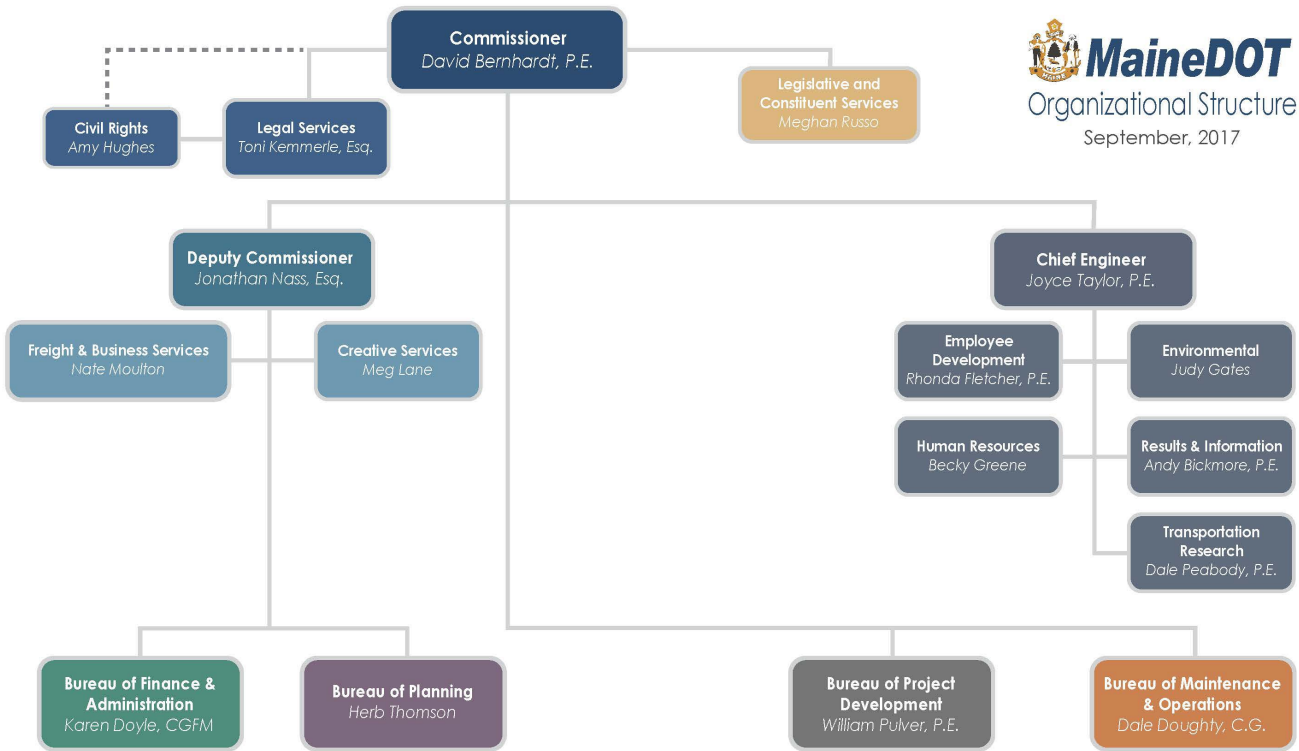 Commissioner
David Bernhardt, P.E.
MaineDOT
Organizational Structure
September, 2017
Legislative and
Constituent Services
Meghan Russo
Civil Rights
Amy Hughes
Legal Services
Toni Kemmerle, Esq.
Deputy Commissioner
Jonathan Nass, Esq.
Chief Engineer
Joyce Taylor, P.E.
Freight & Business Services
Nate Moulton
Creative Services
Meg Lane
Employee
Development
Rhonda Fletcher, P.E.
Environmental
Judy Gates
Human Resources
Becky Greene
Results & Information
Andy Bickmore, P.E.
Transportation
Research
Dale Peabody, P.E.
Bureau of Finance &
Administration
Karen Doyle, CGFM
Bureau of Planning
Herb Thomson
Bureau of Project
Development
William Pulver, P.E.
Bureau of Maintenance
& Operations
Dale Doughty, C.G.